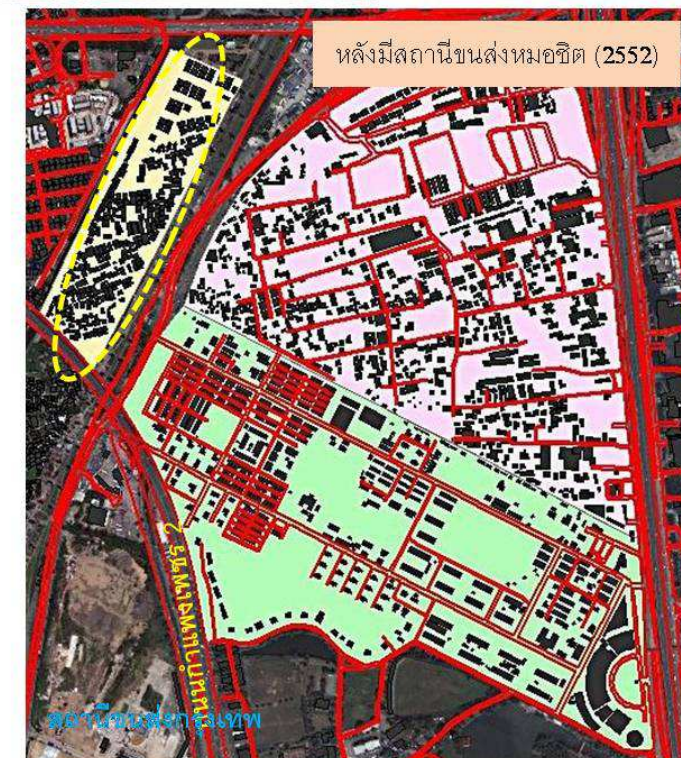 หลังมีสถานีขนส่งหมอชิต (2552)
ถนนกำแพงเพชร 2
สถานีขนส่งกรุงเทพ